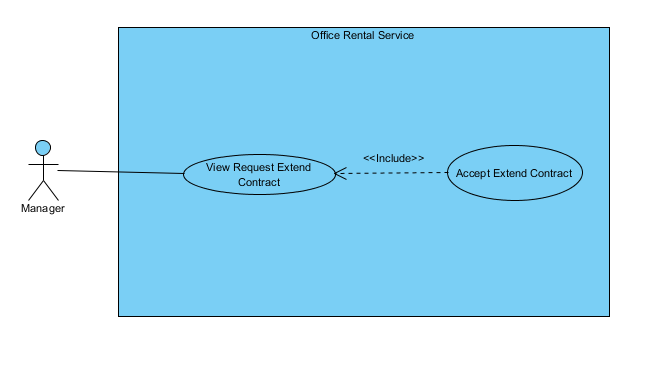 Office Rental Service
<<Include>>
View Request Extend
Contract
Accept Extend Contract
Manager